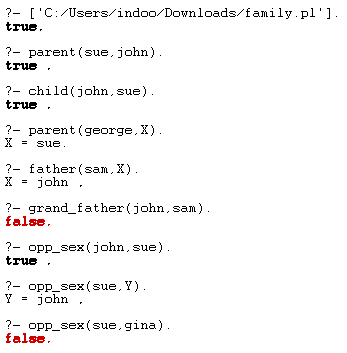 ?- ['C:/Users/indoo/Downloads/family.pl'].
true.
?- parent(sue,john).
true .
?- child(john,sue).
true .
?- parent(george,X).
X = sue.
?- father(sam,X).
X = john .
?- grand_father(john,sam).
false.
?- opp_sex(john,sue).
true .
?- opp_sex(sue,Y).
Y = john .
?- opp_sex(sue,gina).
false.